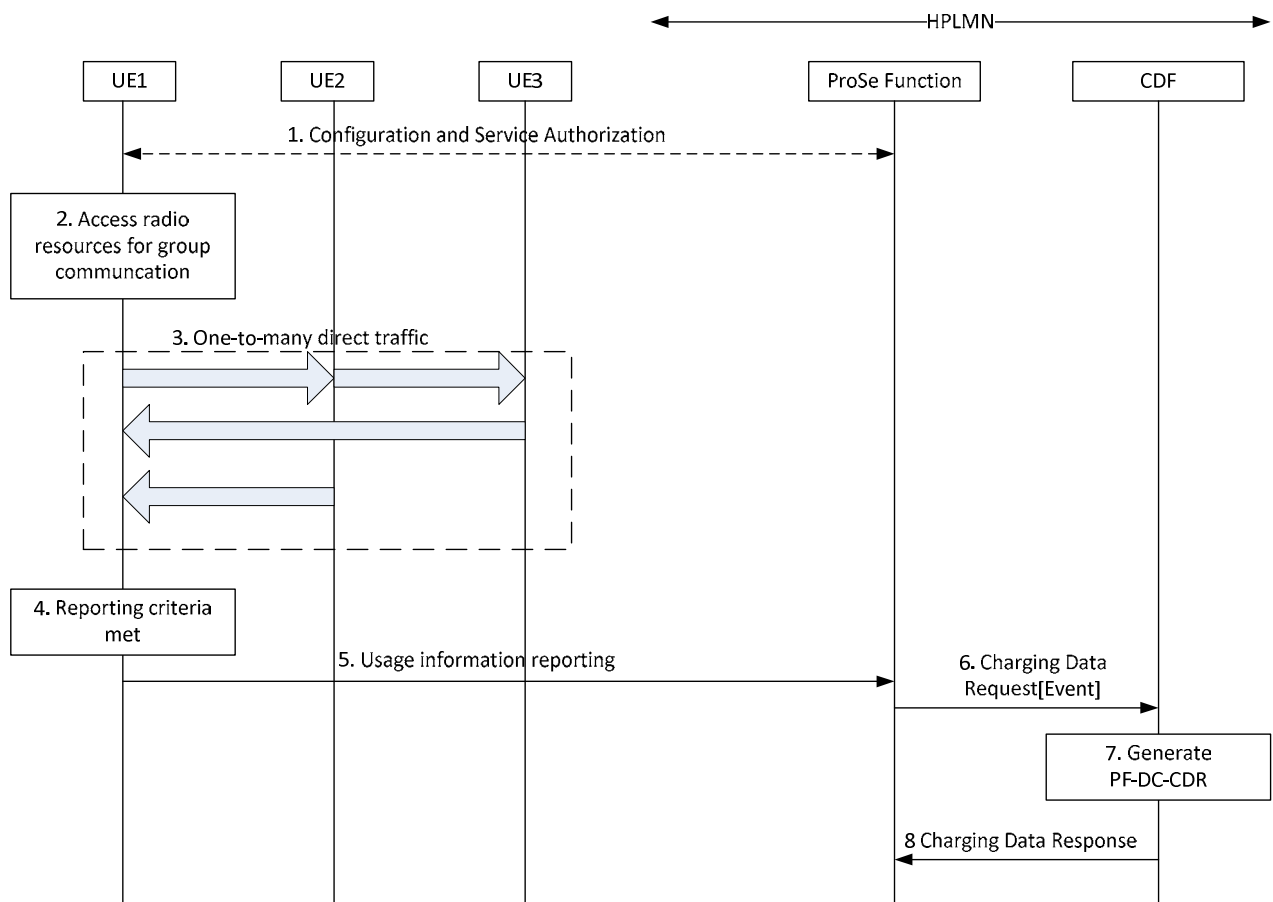 HPLMN
UE1
UE2
UE3
ProSe Function
CDF
1. Configuration and Service Authorization
2. Access radio
resources for group
communcation
3. One-to-many direct traffic
4. Reporting criteria
met
5. Usage information reporting
6. Charging Data
Request[Event]
7. Generate
PF-DC-CDR
8 Charging Data Response